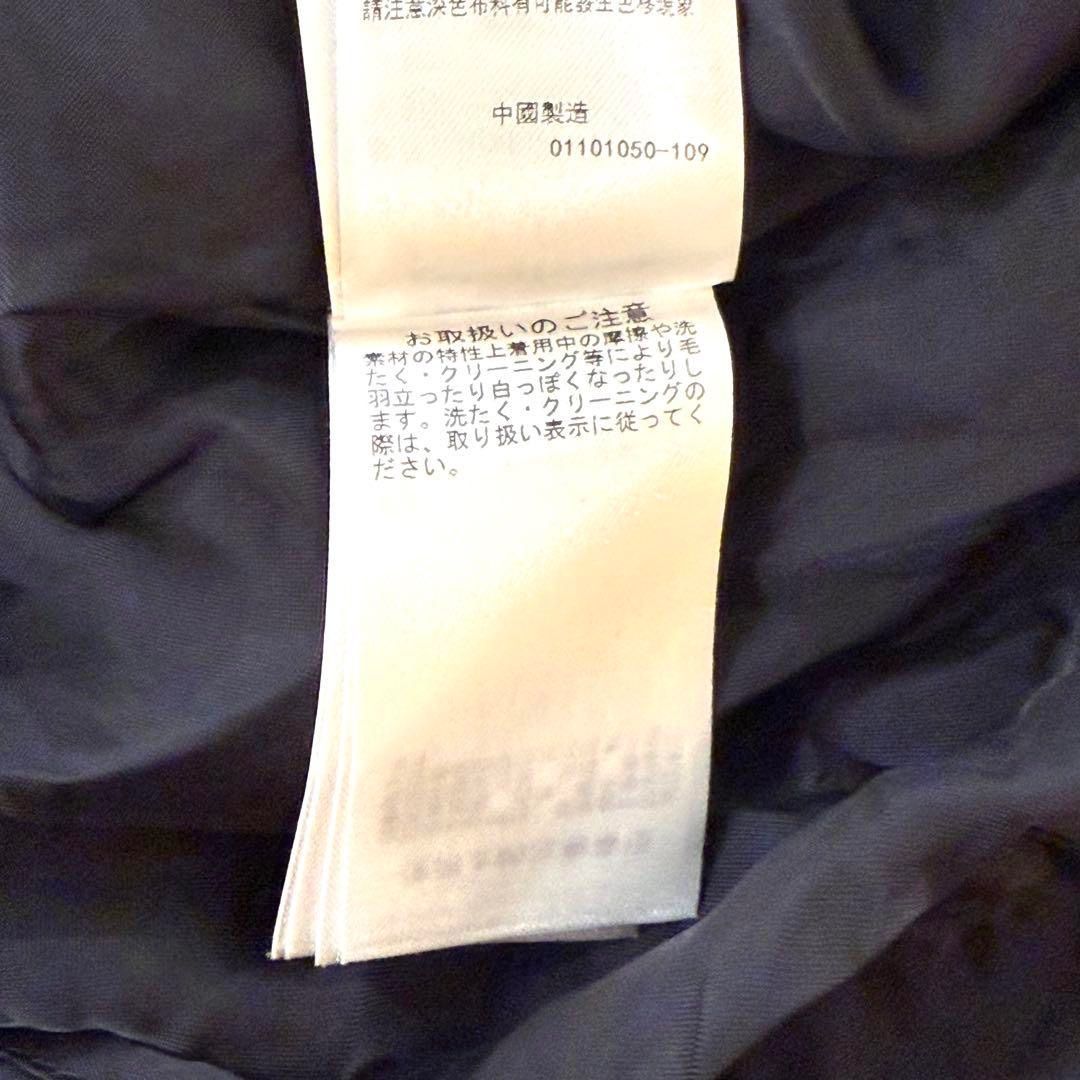 請注意深色布料有可能發生色移現象
中國製造
01101050-109
お取扱いのご注意
素材の特性上着用中の摩擦や洗
たく・クリーニング等により毛
羽立ったり白っぽくなったりし
ます。洗たく・クリーニングの
際は、取り扱い表示に従ってく
ださい。